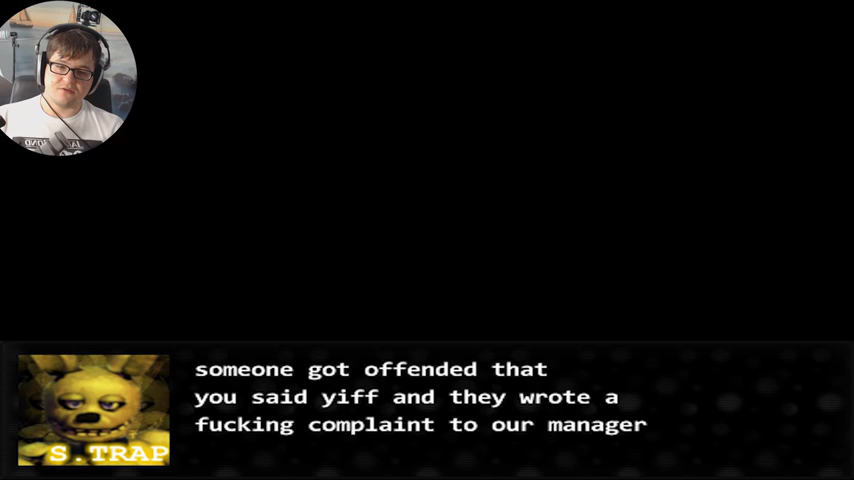 someone got offended that
you said yiff and they wrote a
fucking complaint to our manager
S.TRAP